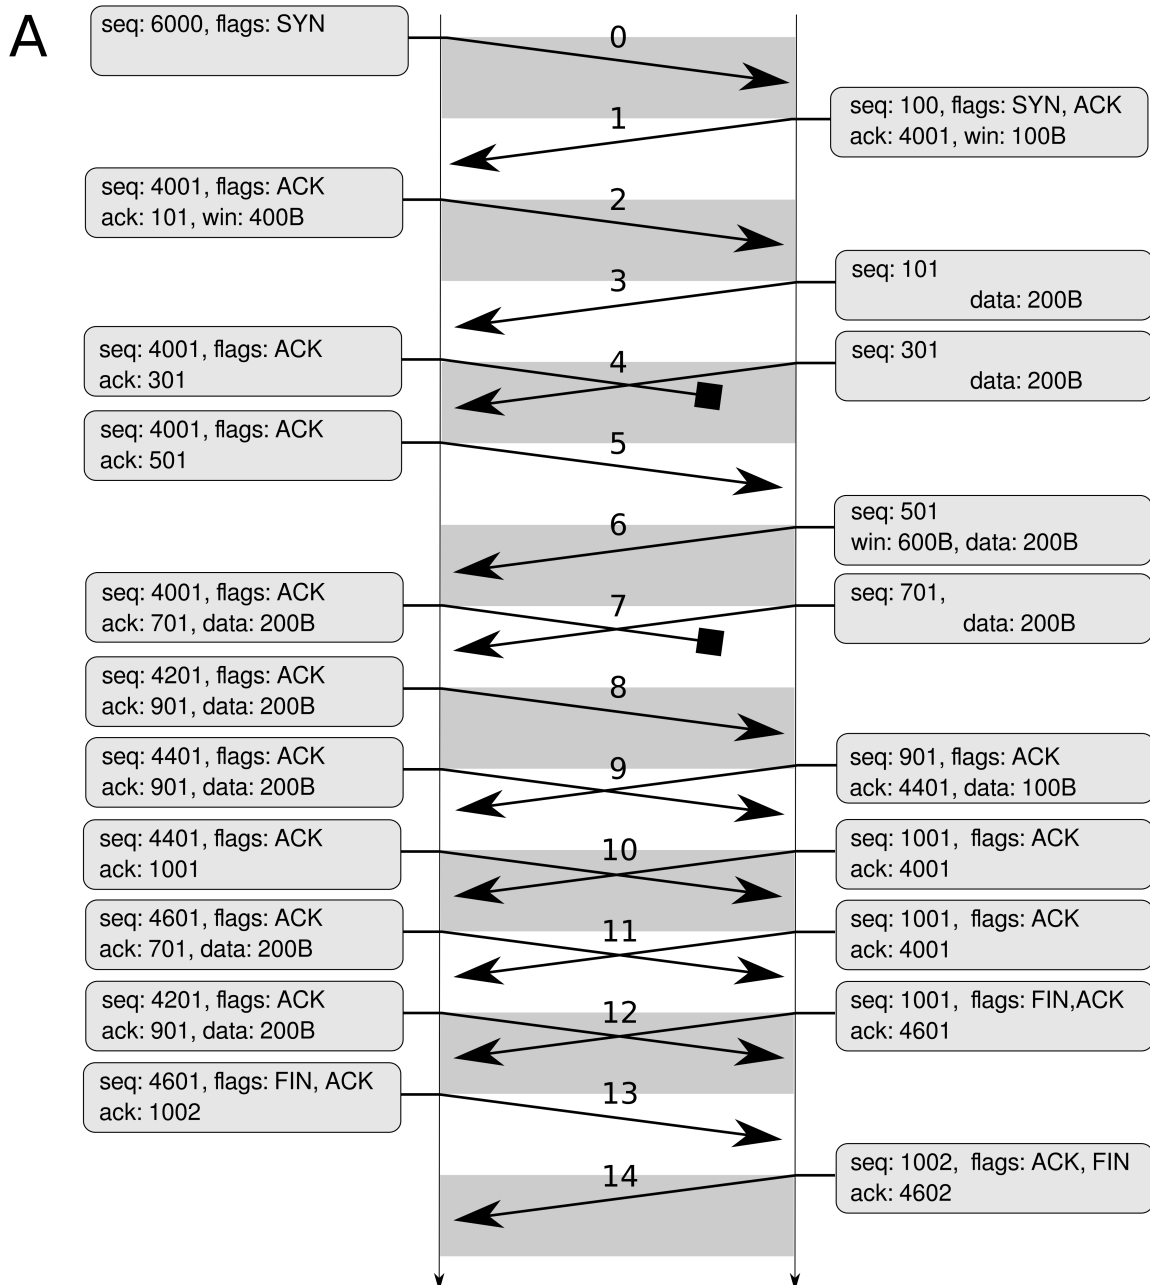 A
seq: 6000, flags: SYN
0
1
seq: 100, flags: SYN, ACK
ack: 4001, win: 100B
seq: 4001, flags: ACK
ack: 101, win: 400B
2
3
seq: 101
data: 200B
seq: 4001, flags: ACK
ack: 301
4
seq: 301
data: 200B
seq: 4001, flags: ACK
ack: 501
5
6
seq: 501
win: 600B, data: 200B
seq: 4001, flags: ACK
ack: 701, data: 200B
7
seq: 701,
data: 200B
seq: 4201, flags: ACK
ack: 901, data: 200B
8
seq: 4401, flags: ACK
ack: 901, data: 200B
9
seq: 901, flags: ACK
ack: 4401, data: 100B
seq: 4401, flags: ACK
ack: 1001
10
seq: 1001, flags: ACK
ack: 4001
seq: 4601, flags: ACK
ack: 701, data: 200B
11
seq: 1001, flags: ACK
ack: 4001
seq: 4201, flags: ACK
ack: 901, data: 200B
12
seq: 1001, flags: FIN,ACK
ack: 4601
seq: 4601, flags: FIN, ACK
ack: 1002
13
14
seq: 1002, flags: ACK, FIN
ack: 4602